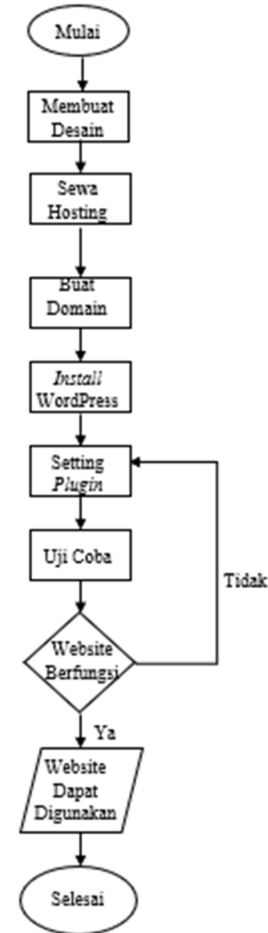 Mulai
Membuat
Desain
Sewa
Hosting
Buat
Domain
Install
WordPress
Setting
Plugin
Uji Coba
Tidak
Website
Berfungsi
Ya
Website
Dapat
Digunakan
Selesai